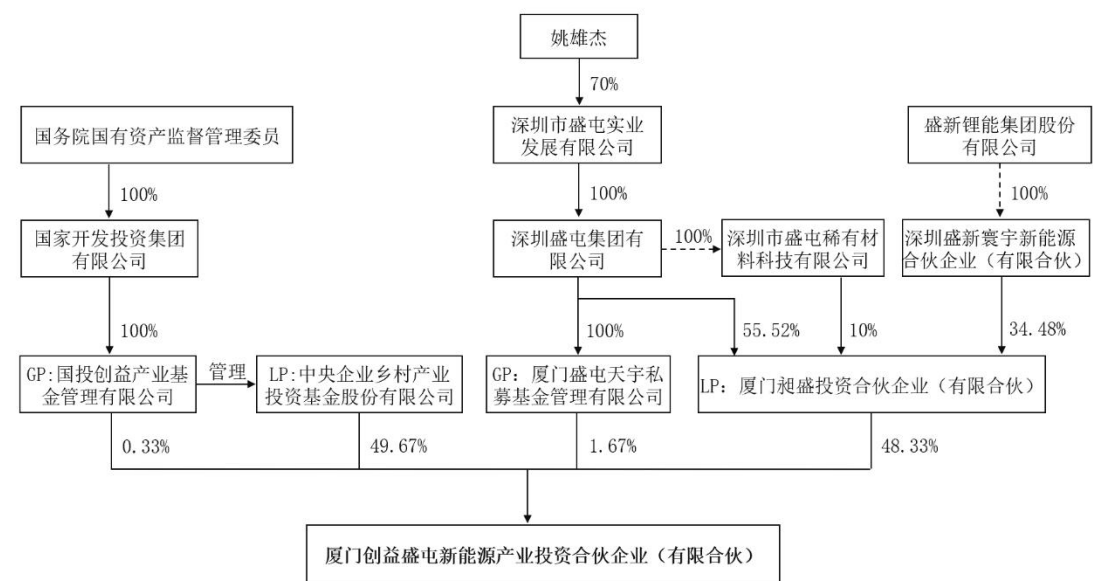 姚雄杰
70%
国务院国有资产监督管理委员
深圳市盛屯实业
发展有限公司
盛新锂能集团股份
有限公司
100%
100%
100%
国家开发投资集团
有限公司
深圳盛屯集团有
限公司
100%
深圳市盛屯稀有材
料科技有限公司
深圳盛新寰宇新能源
合伙企业（有限合伙）
100%
100%
55.52%
10%
34.48%
GP:国投创益产业基
金管理有限公司
管理
LP:中央企业乡村产业
投资基金股份有限公司
GP：厦门盛屯天宇私
募基金管理有限公司
LP：厦门昶盛投资合伙企业（有限合伙）
0.33%
49.67%
1.67%
48.33%
厦门创益盛屯新能源产业投资合伙企业（有限合伙）